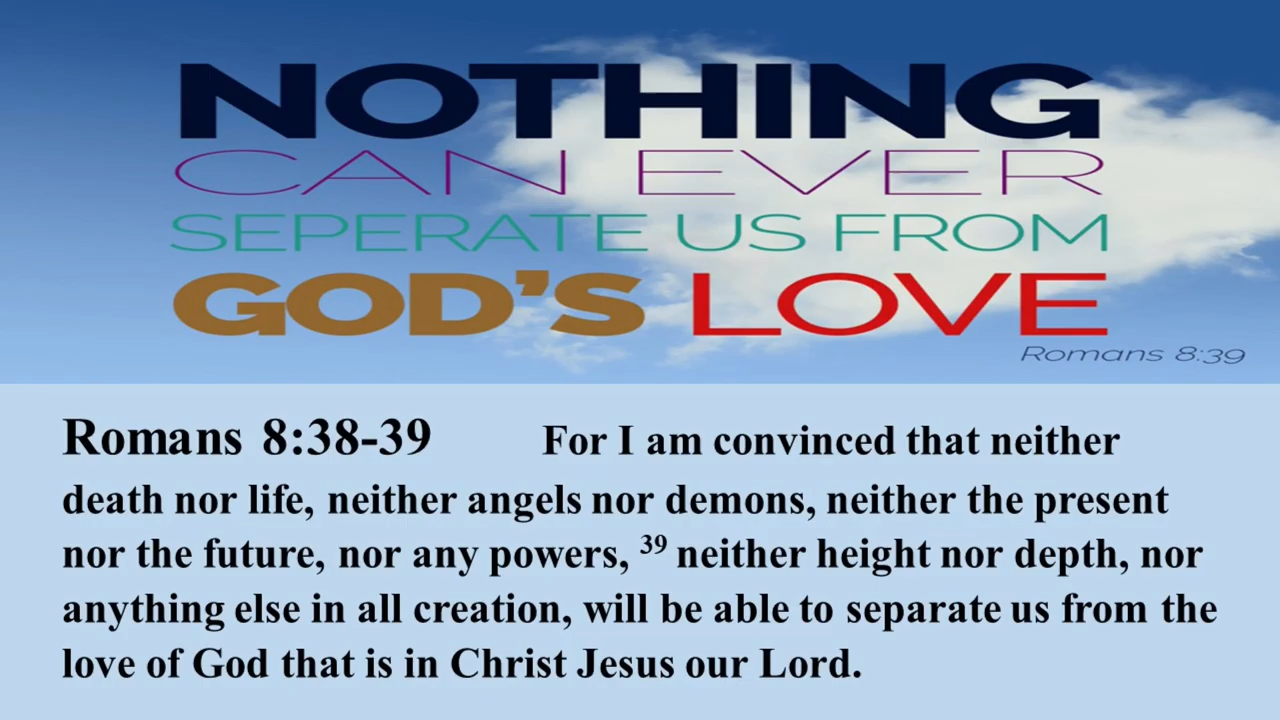 NOTHING
CAN EVER
SEPERATE US FROM
GOD'S LOVE
Romans 8:39
Romans 8:38-39 For I am convinced that neither
death nor life, neither angels nor demons, neither the present
nor the future, nor any powers, 39 neither height nor depth, nor
anything else in all creation, will be able to separate us from the
love of God that is in Christ Jesus our Lord.